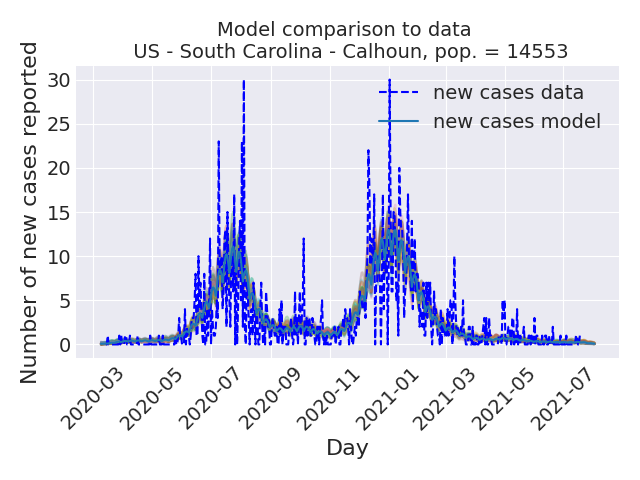 Model comparison to data
US - South Carolina - Calhoun, pop. = 14553
Number of new cases reported
30
25
20
15
10
5
0
new cases data
new cases model
2020-03
2020-05
2020-07
2020-09
2020-11
2021-01
2021-03
2021-05
2021-07
Day